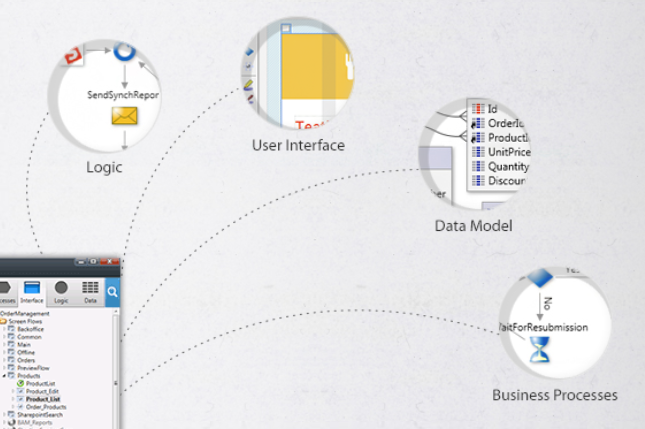 SendSynchRepor
Logic
User Interface
Id
OrderId
ProductI
UnitPrice
Quantity
Discoun
Data Model
No
aitForResubmission
Business Processes
cesses
Interface
Logic
Data
OrderManagement
Screen Flows
Backoffice
Common
Main
Offline
Orders
PreviewFlow
Products
ProductList
Product_Edit
Product_List
Order_Products
SharepointSearch
BAM_Reports